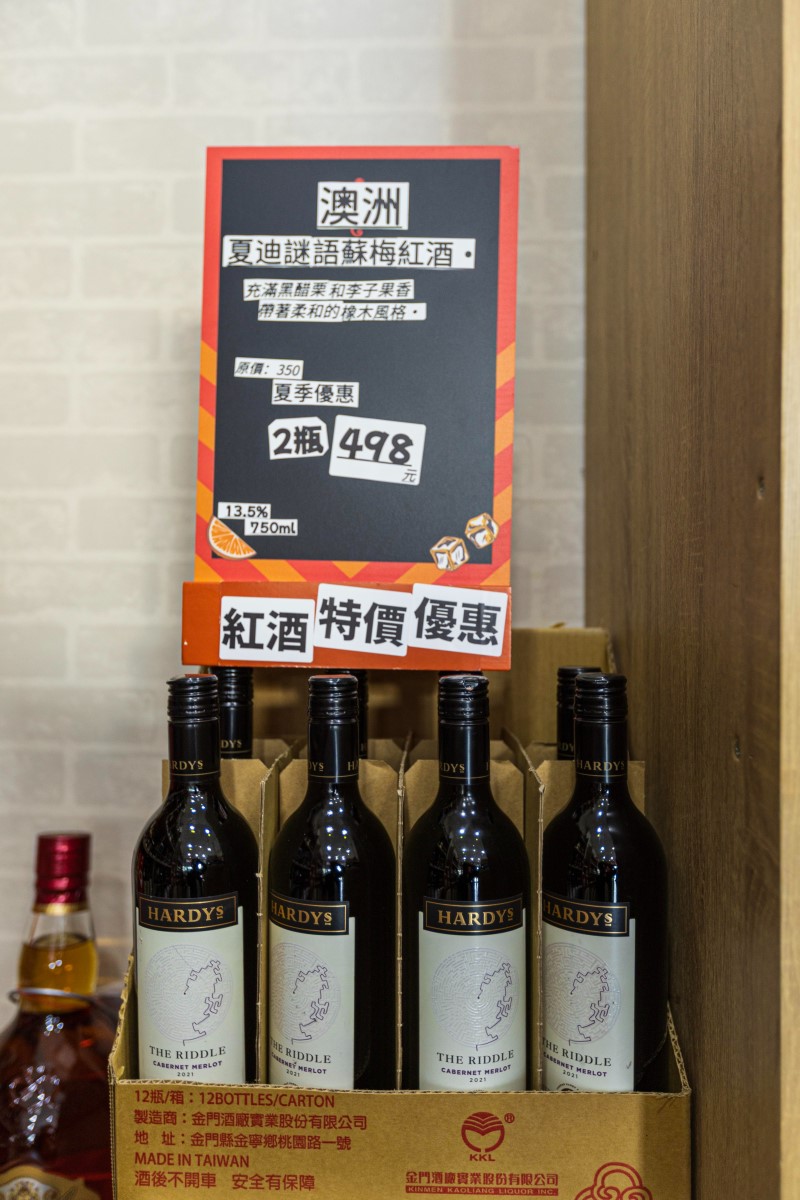 澳洲
夏迪謎語蘇梅紅酒・
充滿黑醋栗和李子果香
帶著柔和的橡木風格・
原價：350
夏季優惠
2瓶 498
元
13.5%
750ml
紅酒 特價 優惠
RDYS
RDYS
YS H
RDYS
HARDYS
HARDYS
HARDYS
HARDYS
HARDYS
THE RIDDLE
CABERNET MERLOT
2021
THE RIDDLE
CABERNET MERLOT
2021
THE RIDDLE
CABERNET MERLOT
2021
THE RIDDLE
CABERNET MERLOT
2021
12瓶/箱：12BOTTLES/CARTON
製造商：金門酒廠實業股份有限公司
地 址：金門縣金寧鄉桃園路一號
MADE IN TAIWAN
酒後不開車 安全有保障
KKL
®
金門酒廠實業股份有限公司
KINMEN KAOLIANG LIQUOR INC.